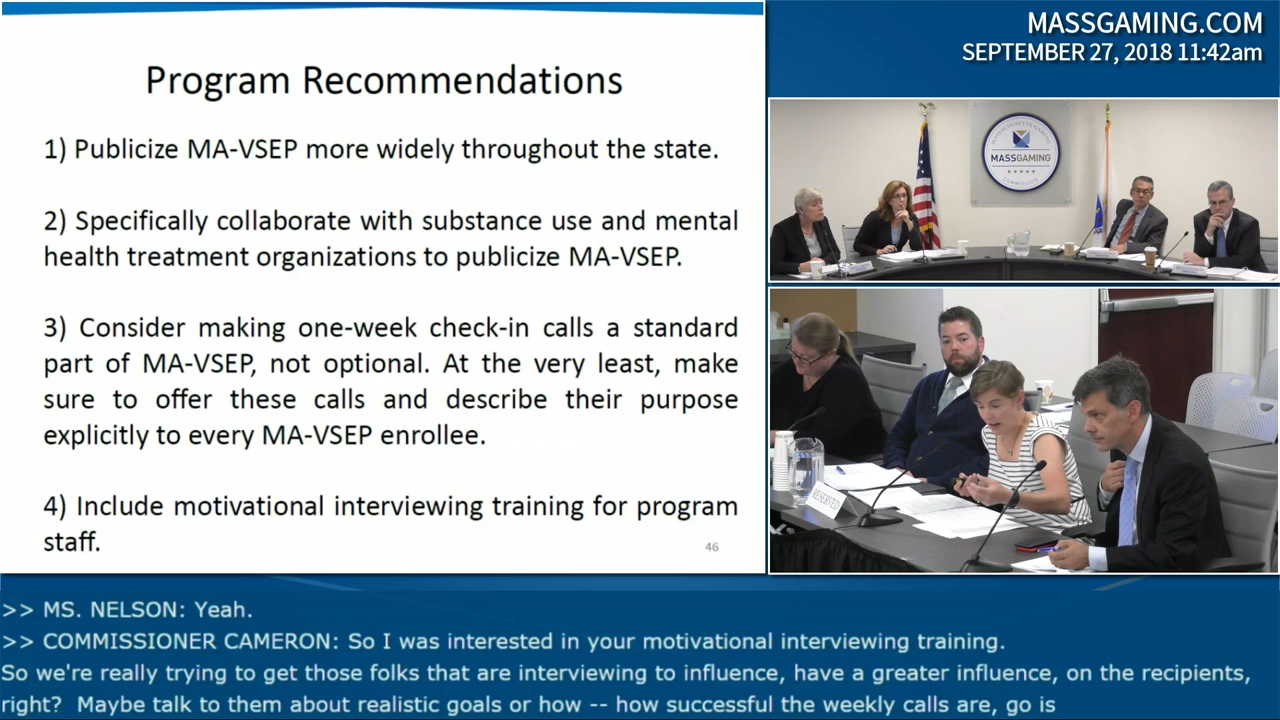 Program Recommendations
1) Publicize MA-VSEP more widely throughout the state.
2) Specifically collaborate with substance use and mental
health treatment organizations to publicize MA-VSEP.
3) Consider making one-week check-in calls a standard
part of MA-VSEP, not optional. At the very least, make
sure to offer these calls and describe their purpose
explicitly to every MA-VSEP enrollee.
4) Include motivational interviewing training for program
staff.
46
MASSGAMING.COM
SEPTEMBER 27, 2018 11:42am
MASSACHUSETTS GAMING
MASSGAMING
COMMISSION
RESERVED
>> MS. NELSON: Yeah.
>> COMMISSIONER CAMERON: So I was interested in your motivational interviewing training.
So we're really trying to get those folks that are interviewing to influence, have a greater influence, on the recipients,
right?  Maybe talk to them about realistic goals or how -- how successful the weekly calls are, go is